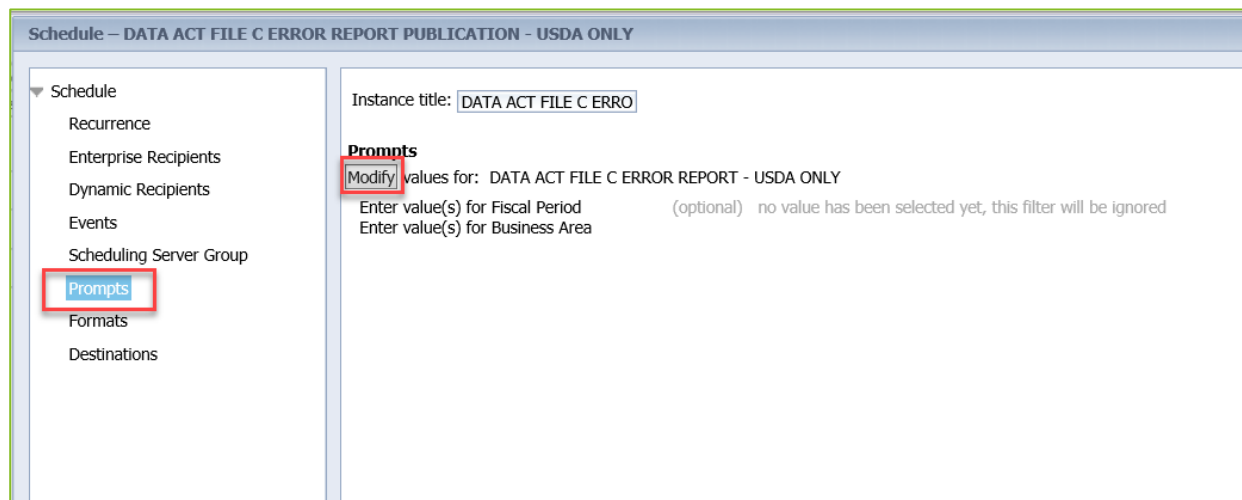 Schedule – DATA ACT FILE C ERROR REPORT PUBLICATION - USDA ONLY
Schedule
Recurrence
Enterprise Recipients
Dynamic Recipients
Events
Scheduling Server Group
Prompts
Formats
Destinations
Instance title: DATA ACT FILE C ERRO
Prompts
Modify values for: DATA ACT FILE C ERROR REPORT - USDA ONLY
Enter value(s) for Fiscal Period (optional) no value has been selected yet, this filter will be ignored
Enter value(s) for Business Area